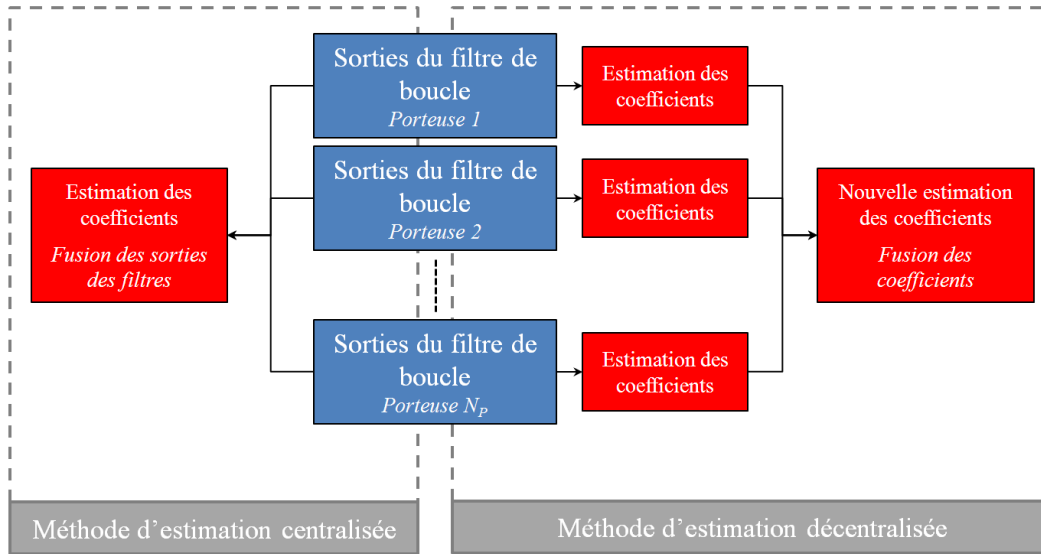 Sorties du filtre de
boucle
Porteuse 1
Estimation des
coefficients
Sorties du filtre de
boucle
Porteuse 2
Estimation des
coefficients
Estimation des
coefficients
Fusion des sorties
des filtres
Nouvelle estimation
des coefficients
Fusion des
coefficients
Sorties du filtre de
boucle
Porteuse N_P
Estimation des
coefficients
Méthode d’estimation centralisée
Méthode d’estimation décentralisée